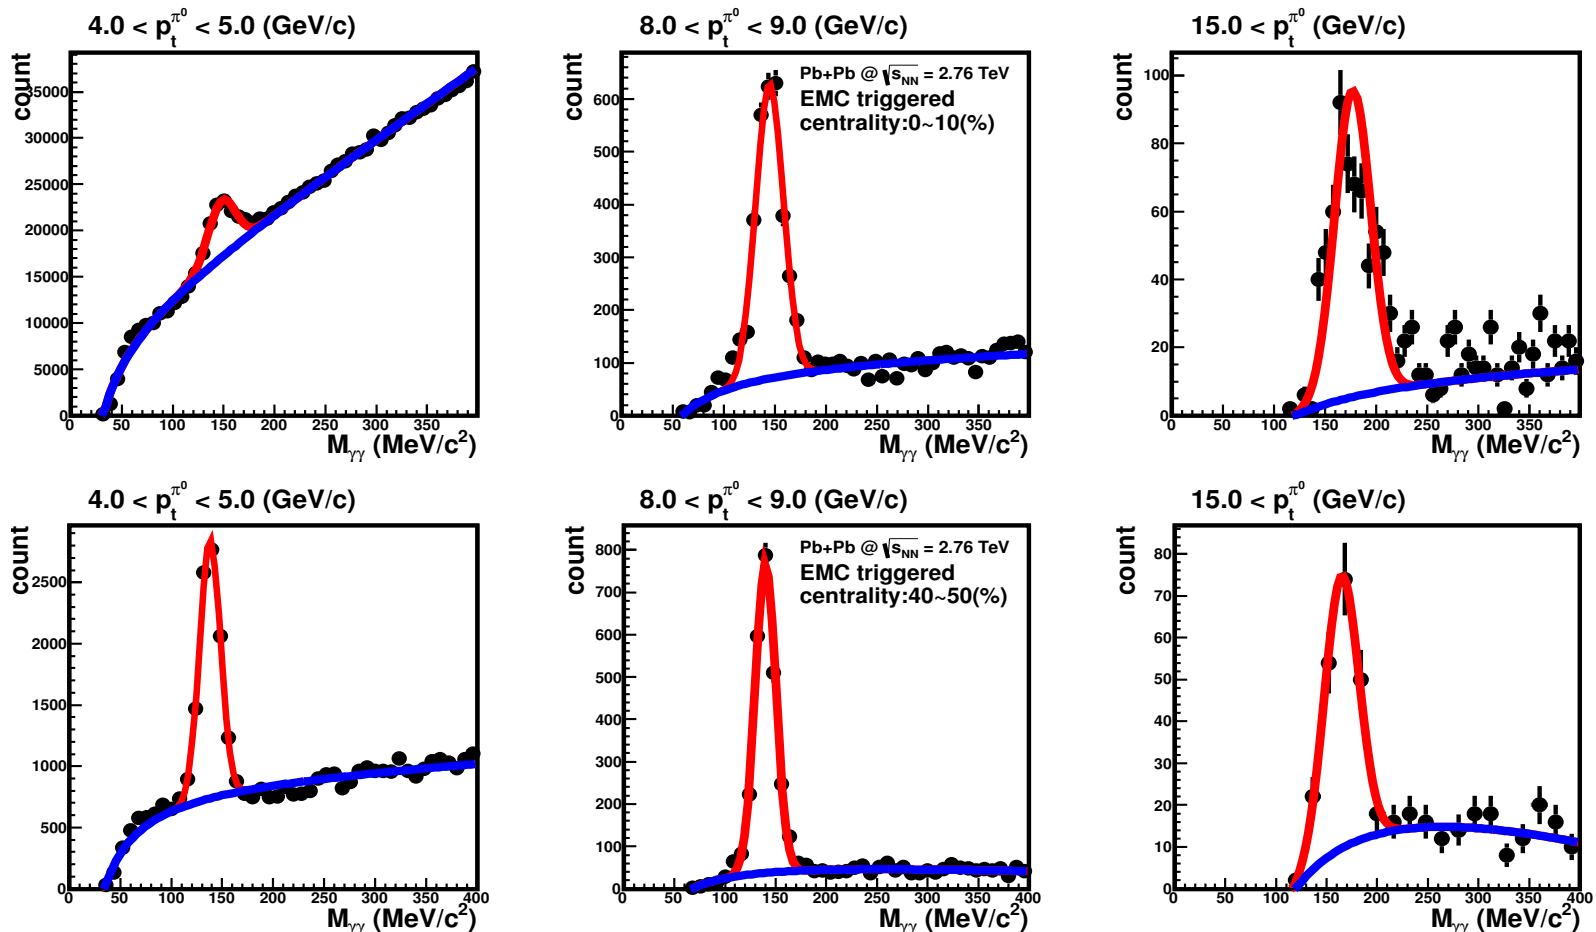 4.0 < p_t^π⁰ < 5.0 (GeV/c)
count
35000
30000
25000
20000
15000
10000
5000
0
0 50 100 150 200 250 300 350
M_γγ (MeV/c²)
8.0 < p_t^π⁰ < 9.0 (GeV/c)
count
Pb+Pb @ √s_NN = 2.76 TeV
EMC triggered
centrality:0~10(%)
600
500
400
300
200
100
0
0 50 100 150 200 250 300 350
M_γγ (MeV/c²)
15.0 < p_t^π⁰ (GeV/c)
count
100
80
60
40
20
0
0 50 100 150 200 250 300 350
M_γγ (MeV/c²)
4.0 < p_t^π⁰ < 5.0 (GeV/c)
count
2500
2000
1500
1000
500
0
0 50 100 150 200 250 300 350 400
M_γγ (MeV/c²)
8.0 < p_t^π⁰ < 9.0 (GeV/c)
count
Pb+Pb @ √s_NN = 2.76 TeV
EMC triggered
centrality:40~50(%)
800
700
600
500
400
300
200
100
0
0 50 100 150 200 250 300 350 400
M_γγ (MeV/c²)
15.0 < p_t^π⁰ (GeV/c)
count
80
70
60
50
40
30
20
10
0
0 50 100 150 200 250 300 350 400
M_γγ (MeV/c²)